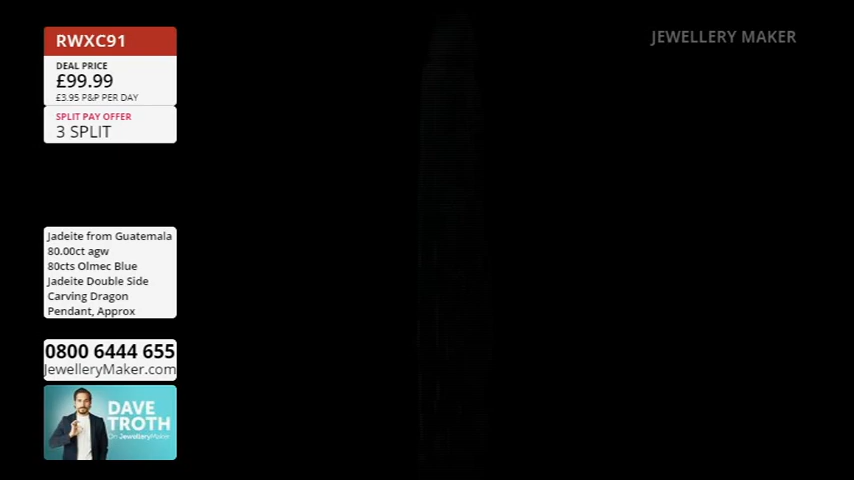 RWXC91
DEAL PRICE
£99.99
£3.95 P&P PER DAY
SPLIT PAY OFFER
3 SPLIT
JEWELLERY MAKER
Jadeite from Guatemala
80.00ct agw
80cts Olmec Blue
Jadeite Double Side
Carving Dragon
Pendant, Approx
0800 6444 655
JewelleryMaker.com
DAVE
TROTH
On JewelleryMaker